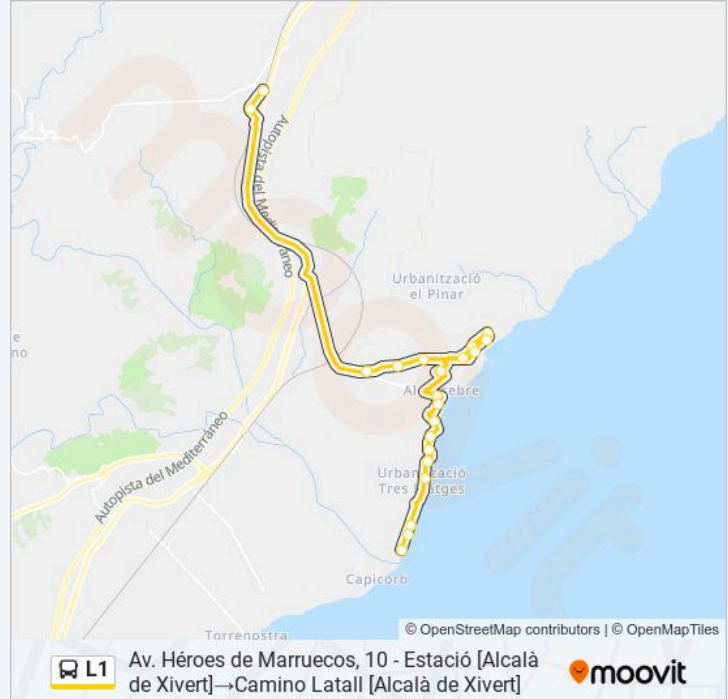 Autopista del Mediterráneo
Urbanització
el Pinar
Alcossebre
Autopista del Mediterráneo
Urbanització
Tres Platges
Capicorb
Torrenostra
© OpenStreetMap contributors | © OpenMapTiles
L1
Av. Héroes de Marruecos, 10 - Estació [Alcalà
de Xivert]→Camino Latall [Alcalà de Xivert]
moovit